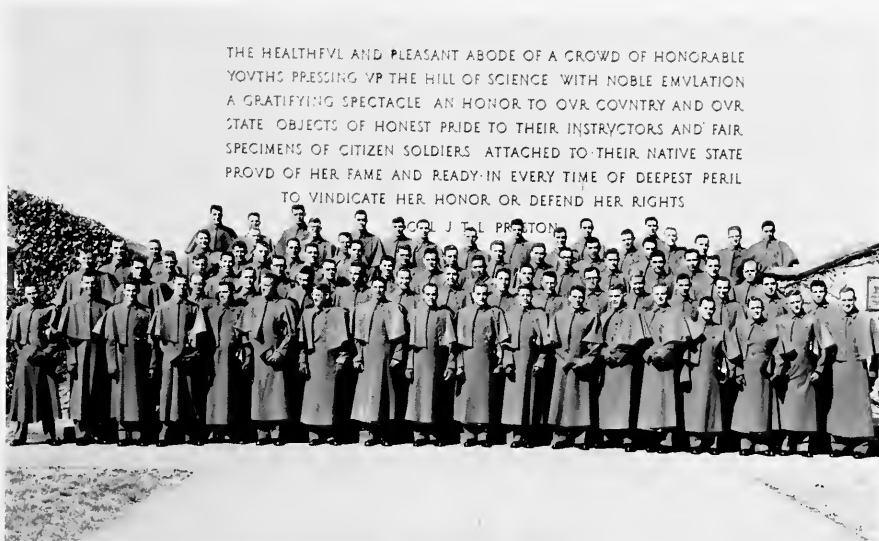 THE HEALTHFVL AND PLEASANT ABODE OF A CROWD OF HONORABLE
YOVTHS PRESSING VP THE HILL OF SCIENCE WITH NOBLE EMVLATION
A GRATIFYING SPECTACLE AN HONOR TO OVR COVNTRY AND OVR
STATE OBJECTS OF HONEST PRIDE TO THEIR INSTRVCTORS AND FAIR
SPECIMENS OF CITIZEN SOLDIERS ATTACHED TO THEIR NATIVE STATE
PROVD OF HER FAME AND READY IN EVERY TIME OF DEEPEST PERIL
TO VINDICATE HER HONOR OR DEFEND HER RIGHTS
COL J T L PRESTON